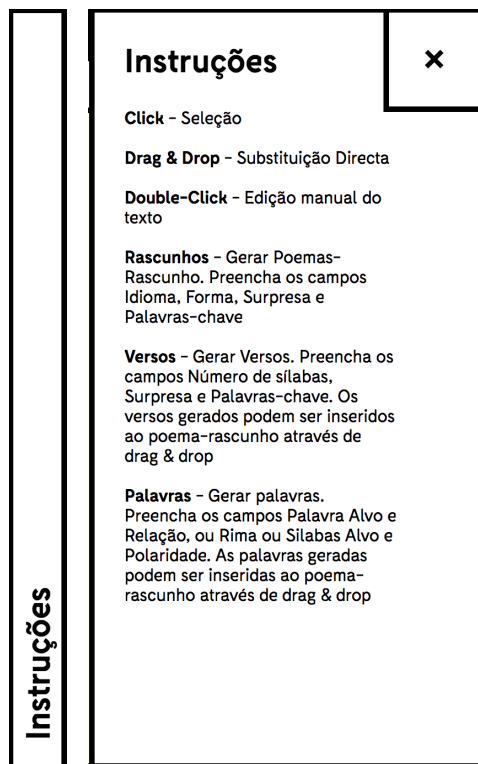 Instruções
Instruções
×
Click – Seleção
Drag & Drop – Substituição Directa
Double-Click – Edição manual do
texto
Rascunhos – Gerar Poemas-
Rascunho. Preencha os campos
Idioma, Forma, Surpresa e
Palavras-chave
Versos – Gerar Versos. Preencha os
campos Número de sílabas,
Surpresa e Palavras-chave. Os
versos gerados podem ser inseridos
ao poema-rascunho através de
drag & drop
Palavras – Gerar palavras.
Preencha os campos Palavra Alvo e
Relação, ou Rima ou Silabas Alvo e
Polaridade. As palavras geradas
podem ser inseridas ao poema-
rascunho através de drag & drop